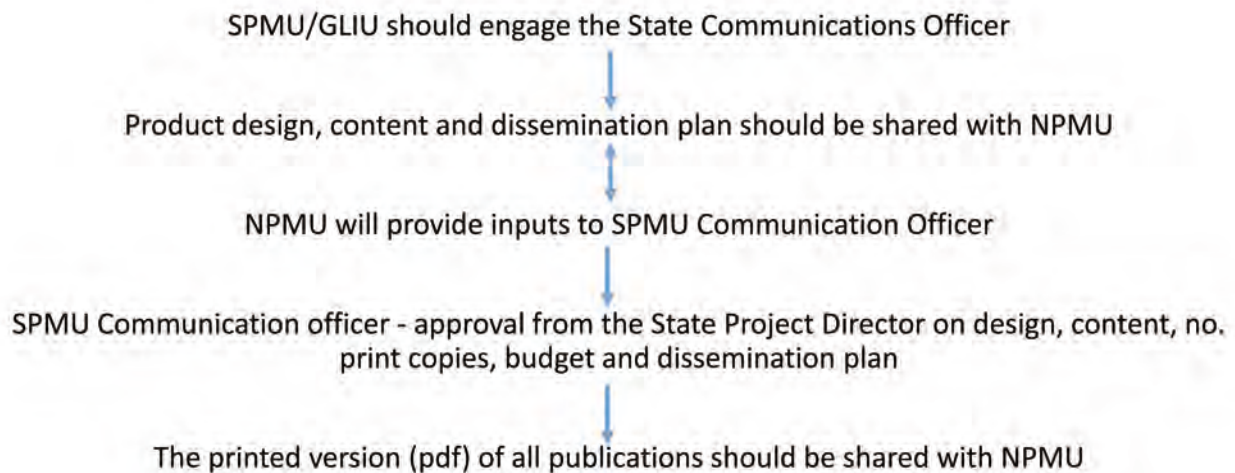 SPMU/GLIU should engage the State Communications Officer
Product design, content and dissemination plan should be shared with NPMU
NPMU will provide inputs to SPMU Communication Officer
SPMU Communication officer - approval from the State Project Director on design, content, no.
print copies, budget and dissemination plan
The printed version (pdf) of all publications should be shared with NPMU